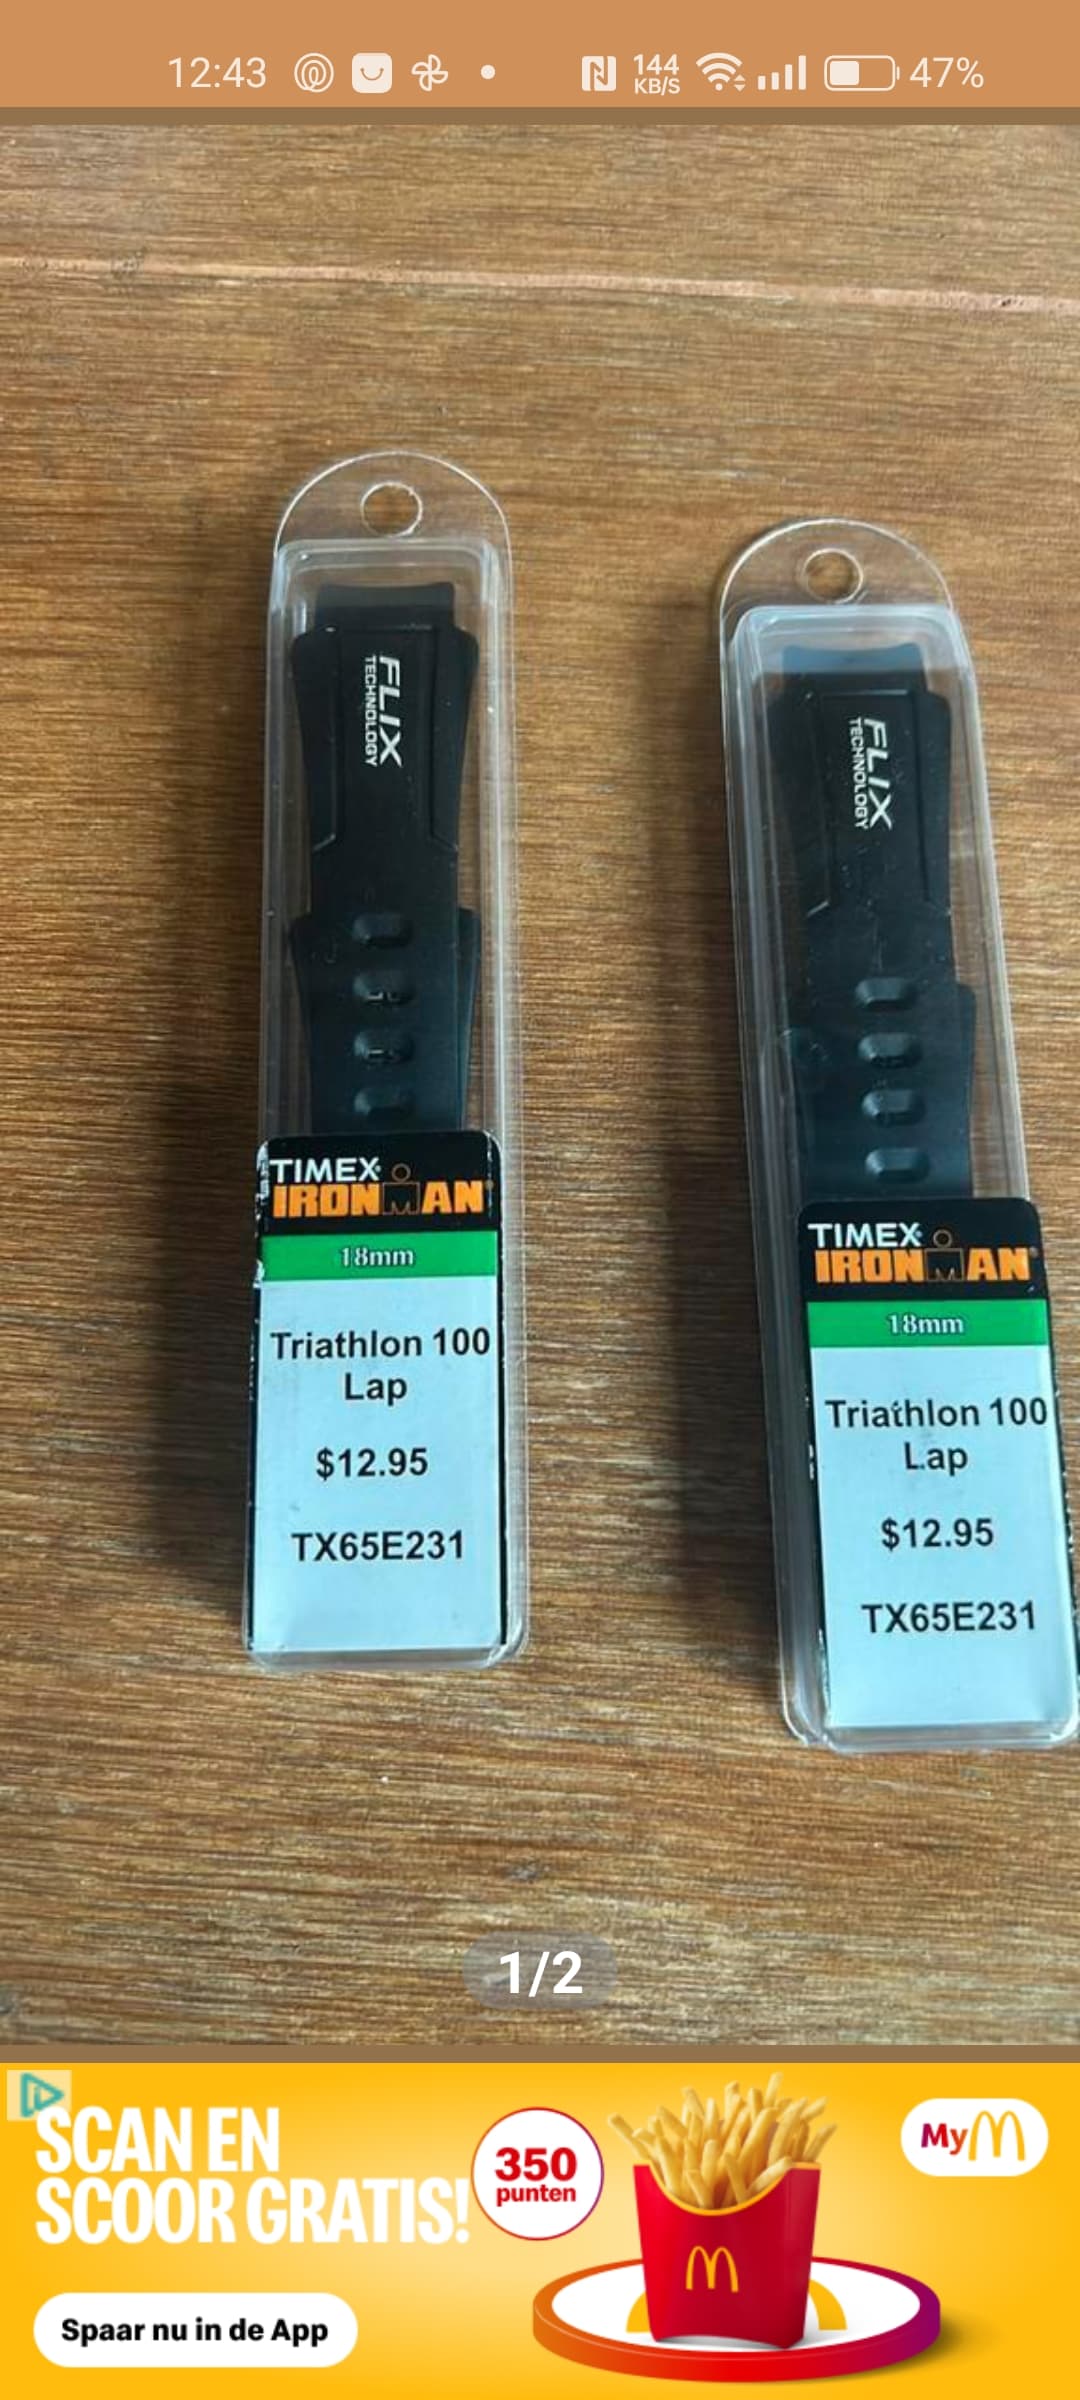 12:43
144
KB/S
47%
FLIX
TECHNOLOGY
FLIX
TECHNOLOGY
TIMEX
IRONMAN
18mm
Triathlon 100
Lap
$12.95
TX65E231
TIMEX
IRONMAN
18mm
Triathlon 100
Lap
$12.95
TX65E231
1/2
SCAN EN
SCOOR GRATIS!
350
punten
My
Spaar nu in de App